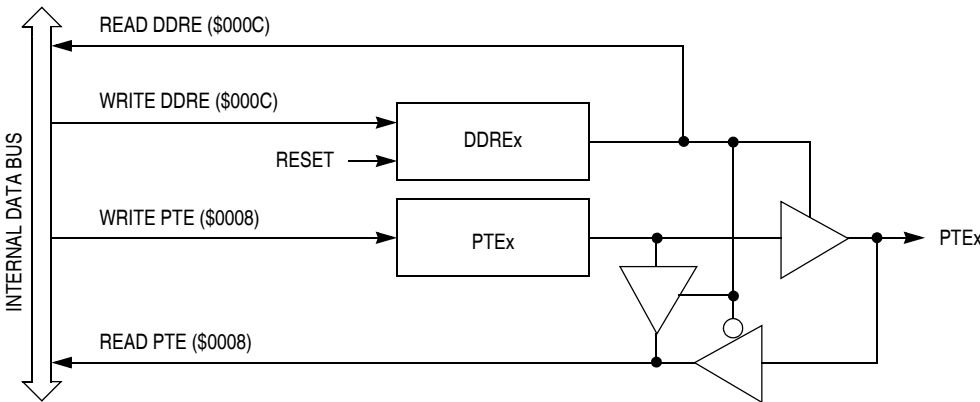 READ DDRE ($000C)
WRITE DDRE ($000C)
DDREx
RESET
INTERNAL DATA BUS
WRITE PTE ($0008)
PTEx
PTEx
READ PTE ($0008)